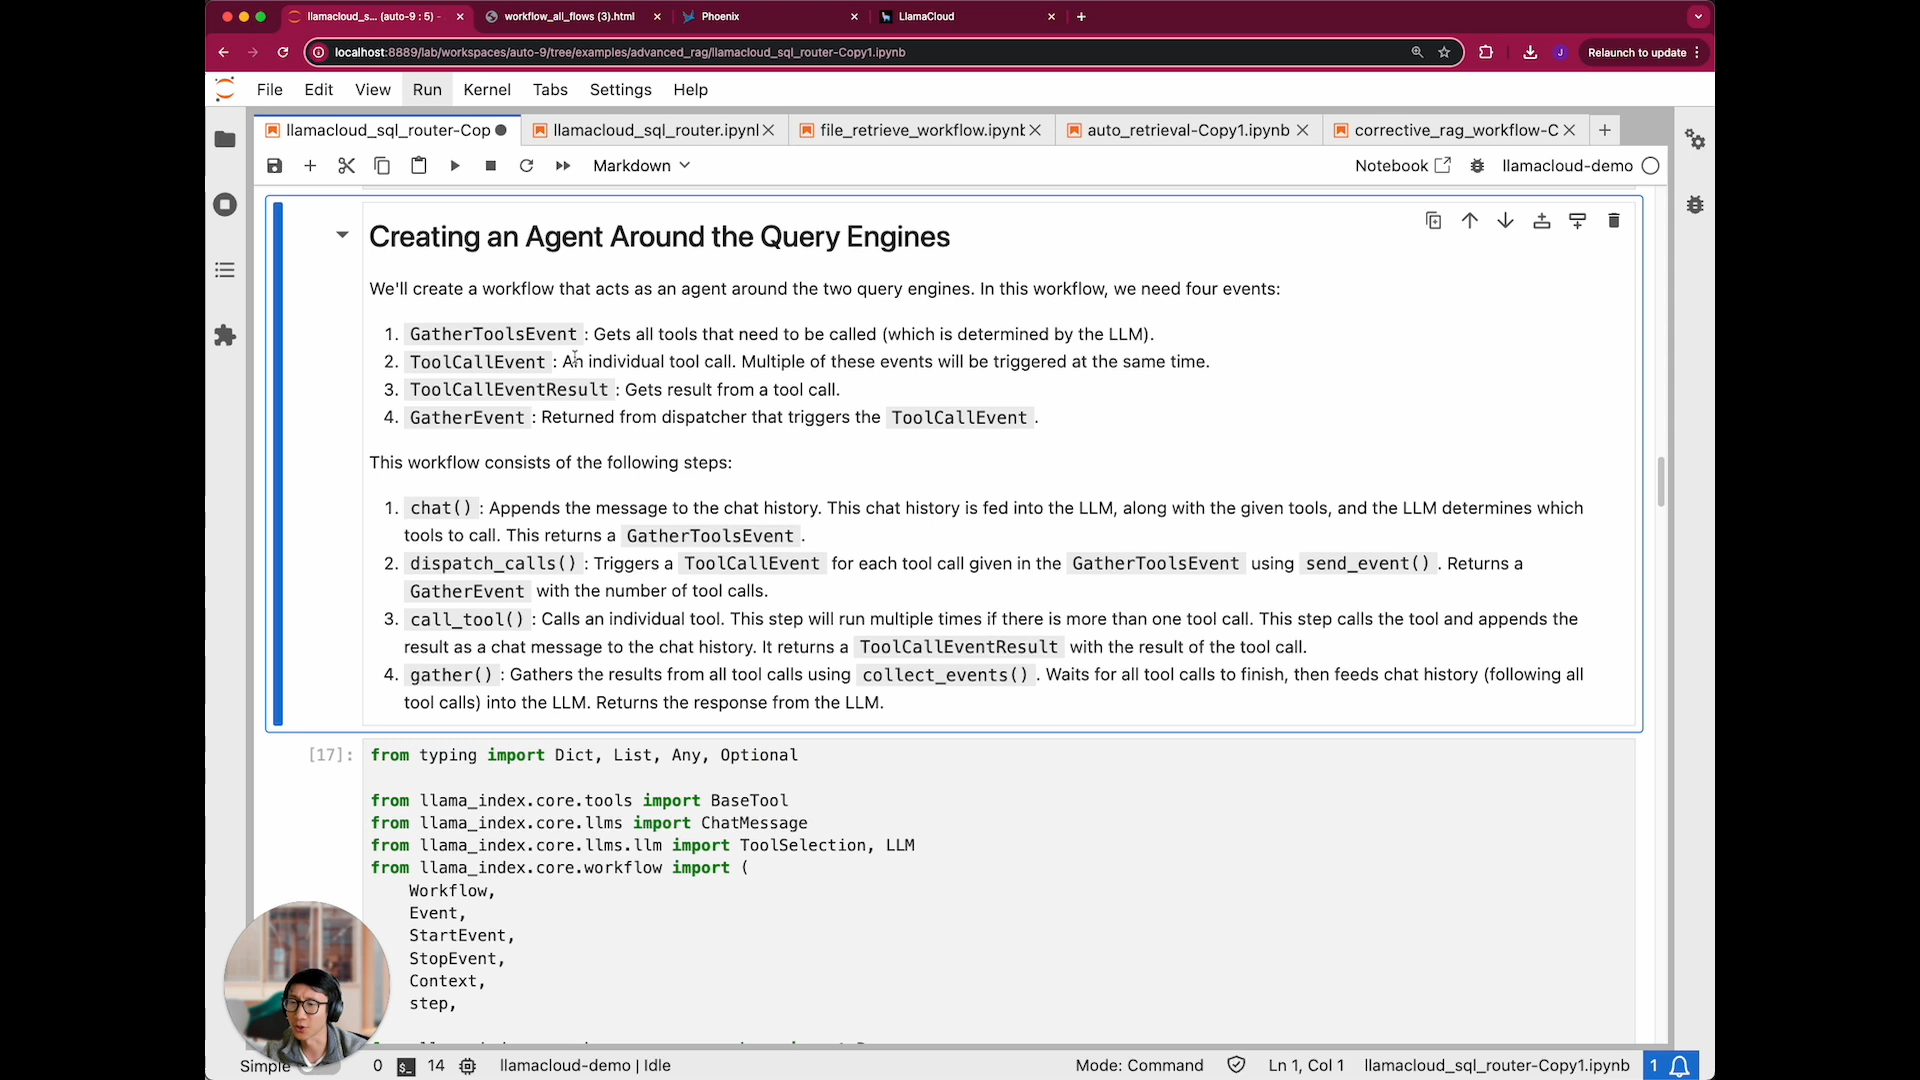 llamacloud_s... (auto-9 : 5) -
workflow_all_flows (3).html
Phoenix
LlamaCloud
localhost:8889/lab/workspaces/auto-9/tree/examples/advanced_rag/llamacloud_sql_router-Copy1.ipynb
J
Relaunch to update
File Edit View Run Kernel Tabs Settings Help
llamacloud_sql_router-Cop
llamacloud_sql_router.ipynl
file_retrieve_workflow.ipynt
auto_retrieval-Copy1.ipynb
corrective_rag_workflow-C
Markdown
Notebook
llamacloud-demo
Creating an Agent Around the Query Engines
We'll create a workflow that acts as an agent around the two query engines. In this workflow, we need four events:
1. GatherToolsEvent : Gets all tools that need to be called (which is determined by the LLM).
2. ToolCallEvent : An individual tool call. Multiple of these events will be triggered at the same time.
3. ToolCallEventResult : Gets result from a tool call.
4. GatherEvent : Returned from dispatcher that triggers the ToolCallEvent .
This workflow consists of the following steps:
1. chat() : Appends the message to the chat history. This chat history is fed into the LLM, along with the given tools, and the LLM determines which
tools to call. This returns a GatherToolsEvent .
2. dispatch_calls() : Triggers a ToolCallEvent for each tool call given in the GatherToolsEvent using send_event() . Returns a
GatherEvent with the number of tool calls.
3. call_tool() : Calls an individual tool. This step will run multiple times if there is more than one tool call. This step calls the tool and appends the
result as a chat message to the chat history. It returns a ToolCallEventResult with the result of the tool call.
4. gather() : Gathers the results from all tool calls using collect_events() . Waits for all tool calls to finish, then feeds chat history (following all
tool calls) into the LLM. Returns the response from the LLM.
[17]: from typing import Dict, List, Any, Optional
from llama_index.core.tools import BaseTool
from llama_index.core.llms import ChatMessage
from llama_index.core.llms.llm import ToolSelection, LLM
from llama_index.core.workflow import (
Workflow,
Event,
StartEvent,
StopEvent,
Context,
step,
Simple 0 14 llamacloud-demo | Idle
Mode: Command Ln 1, Col 1 llamacloud_sql_router-Copy1.ipynb 1